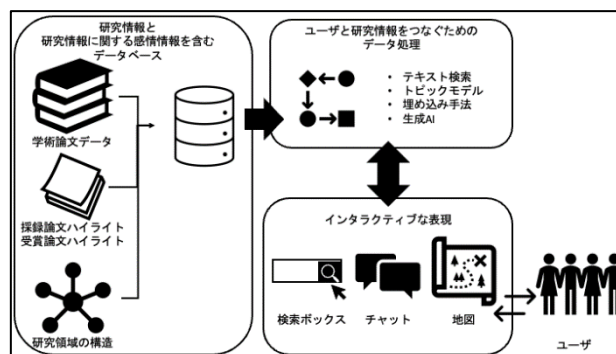 研究情報と
研究情報に関する感情情報を含む
データベース
学術論文データ
採録論文ハイライト
受賞論文ハイライト
研究領域の構造
ユーザと研究情報をつなぐための
データ処理
・ テキスト検索
・ トピックモデル
・ 埋め込み手法
・ 生成AI
インタラクティブな表現
検索ボックス
チャット
地図
ユーザ